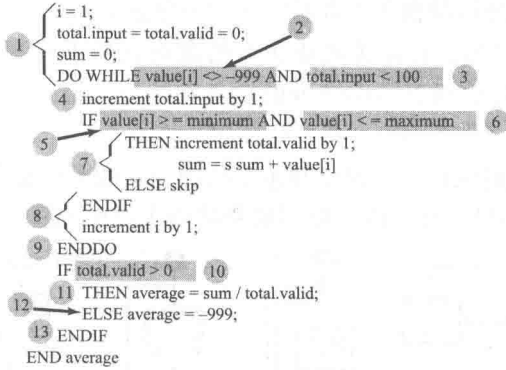 i = 1;
2
1 total.input = total.valid = 0;
sum = 0;
DO WHILE value[i] <> –999 AND total.input < 100 3
4 increment total.input by 1;
IF value[i] > = minimum AND value[i] < = maximum 6
5 THEN increment total.valid by 1;
7 sum = s sum + value[i]
ELSE skip
ENDIF
8 increment i by 1;
9 ENDDO
IF total.valid > 0 10
11 THEN average = sum / total.valid;
12 ELSE average = –999;
13 ENDIF
END average